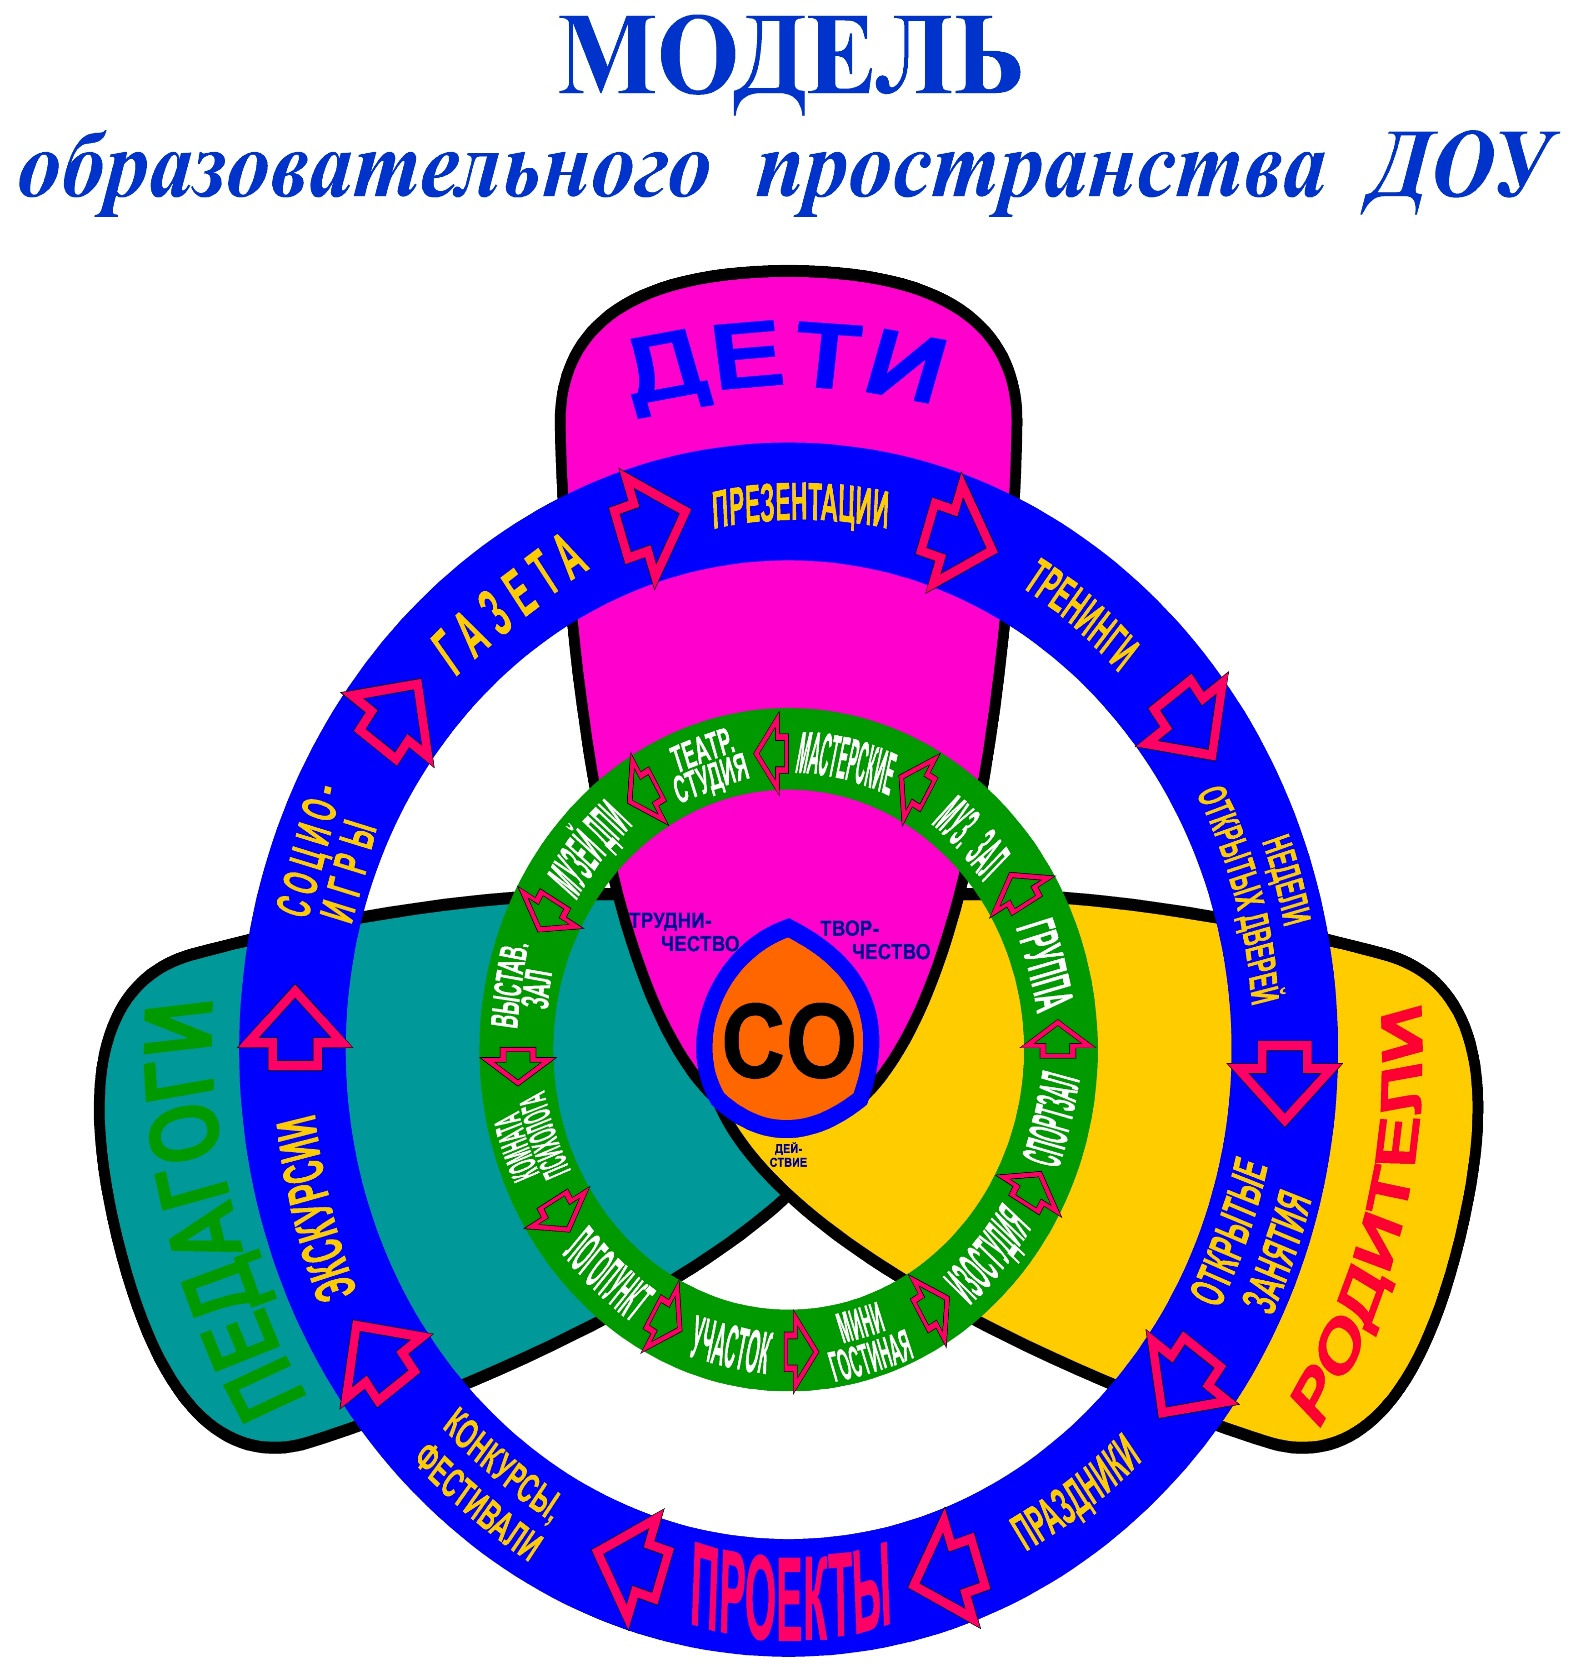 МОДЕЛЬ
образовательного пространства ДОУ
ДЕТИ
ПРЕЗЕНТАЦИИ
ТРЕНИНГИ
НЕДЕЛИ
ОТКРЫТЫХ ДВЕРЕЙ
ОТКРЫТЫЕ
ЗАНЯТИЯ
ПРАЗДНИКИ
ПРОЕКТЫ
КОНКУРСЫ,
ФЕСТИВАЛИ
ЭКСКУРСИИ
СОЦИО-
ИГРЫ
ГАЗЕТА
ПЕДАГОГИ
РОДИТЕЛИ
МАСТЕРСКИЕ
МУЗ. ЗАЛ
ГРУППА
СПОРТЗАЛ
ИЗОСТУДИЯ
МИНИ
ГОСТИНАЯ
УЧАСТОК
ЛОГОПУНКТ
КОМНАТА
ПСИХОЛОГА
ВЫСТАВ.
ЗАЛ
МУЗЕЙ ДПИ
ТЕАТР.
СТУДИЯ
ТРУДНИ-
ЧЕСТВО
ТВОР-
ЧЕСТВО
СО
ДЕЙ-
СТВИЕ